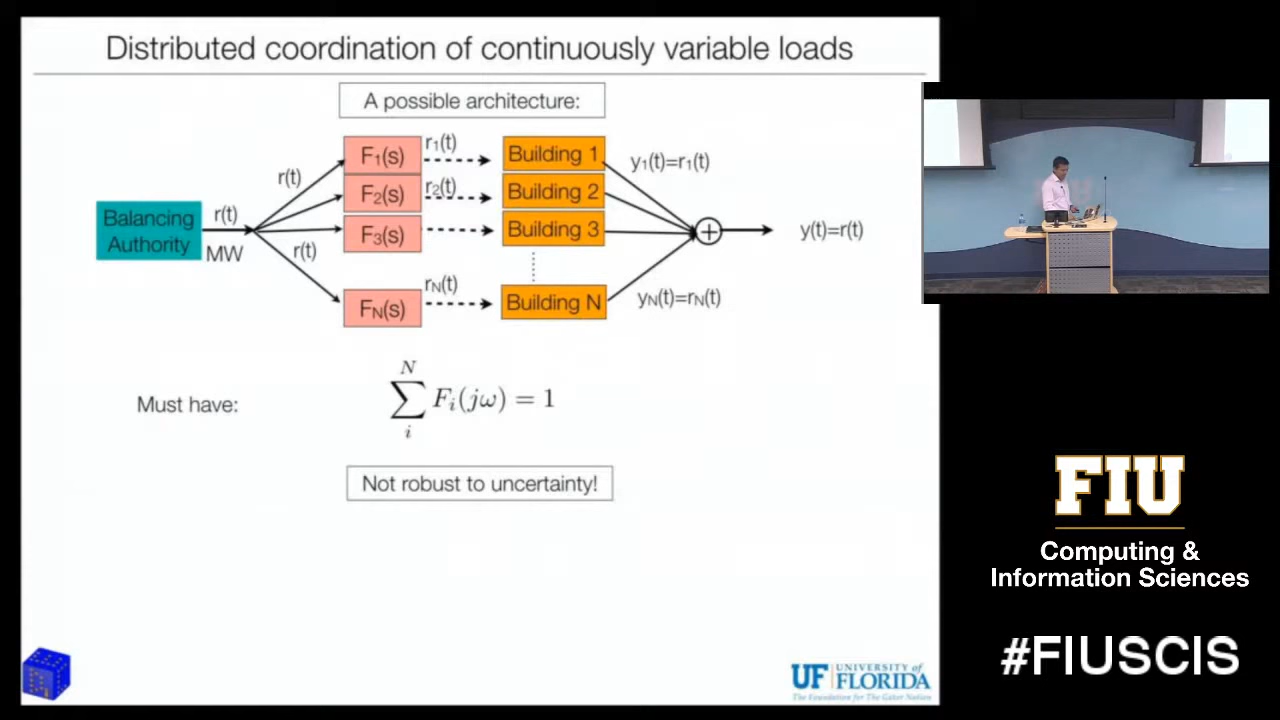 Distributed coordination of continuously variable loads
A possible architecture:
Balancing
Authority
r(t)
MW
r(t)
r(t)
F₁(s)
F₂(s)
F₃(s)
Fₙ(s)
r₁(t)
r₂(t)
rₙ(t)
Building 1
Building 2
Building 3
Building N
y₁(t)=r₁(t)
yₙ(t)=rₙ(t)
+
y(t)=r(t)
Must have:
N
∑ Fᵢ(jω) = 1
i
Not robust to uncertainty!
UF UNIVERSITY of
FLORIDA
The Foundation for The Gator Nation
FIU
Computing &
Information Sciences
#FIUSCIS